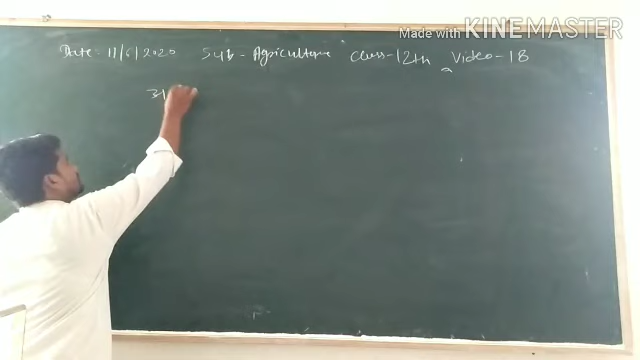 Made with KINEMASTER
Date: 11/6/2020 Sub - Agriculture Class - 12th Video - 18